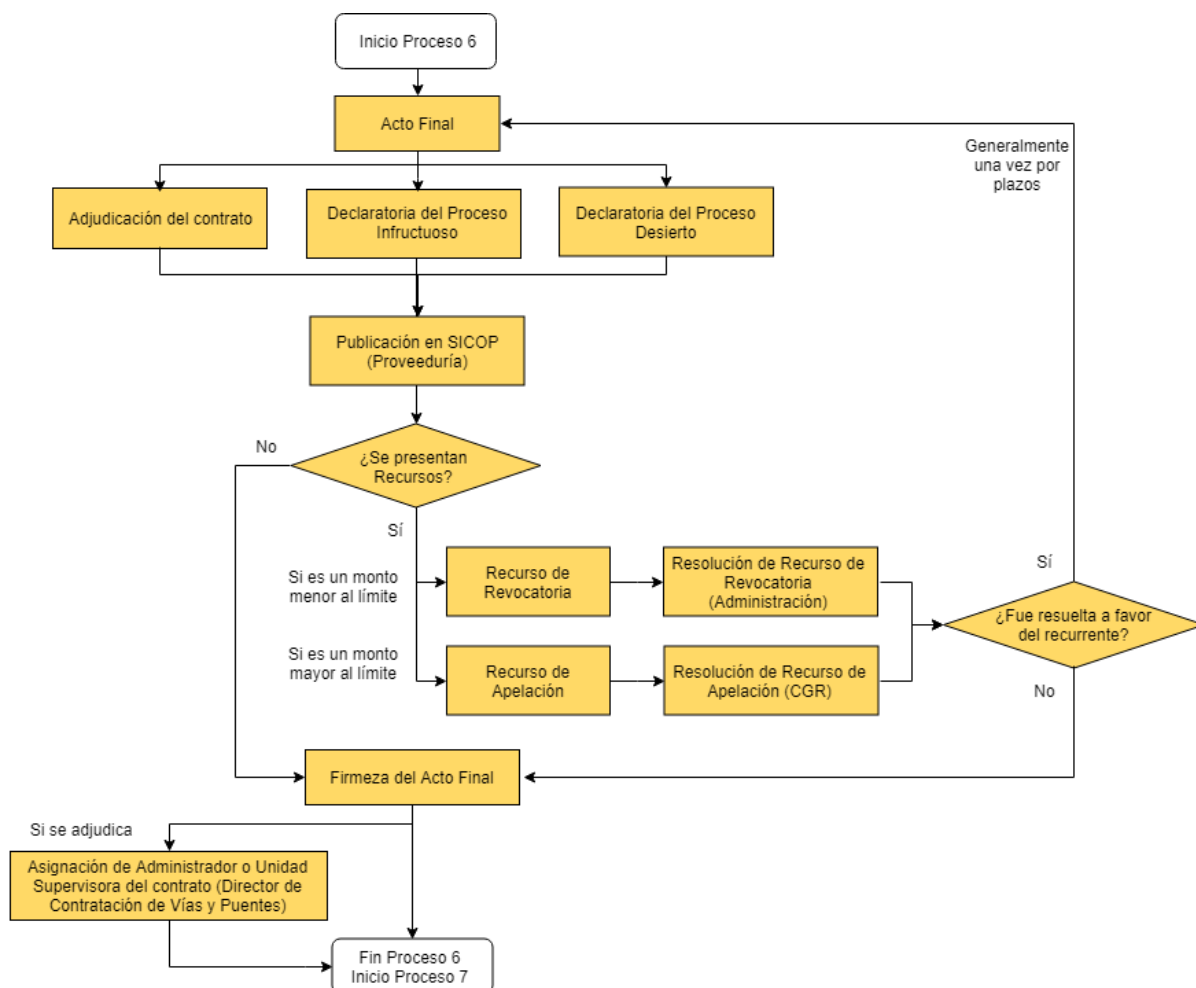 Inicio Proceso 6
Acto Final
Generalmente
una vez por
plazos
Adjudicación del contrato
Declaratoria del Proceso
Infructuoso
Declaratoria del Proceso
Desierto
Publicación en SICOP
(Proveeduría)
No
¿Se presentan
Recursos?
Sí
Si es un monto
menor al límite
Recurso de
Revocatoria
Resolución de Recurso de
Revocatoria
(Administración)
Sí
¿Fue resuelta a favor
del recurrente?
Si es un monto
mayor al límite
Recurso de
Apelación
Resolución de Recurso de
Apelación (CGR)
No
Firmeza del Acto Final
Si se adjudica
Asignación de Administrador o Unidad
Supervisora del contrato (Director de
Contratación de Vías y Puentes)
Fin Proceso 6
Inicio Proceso 7